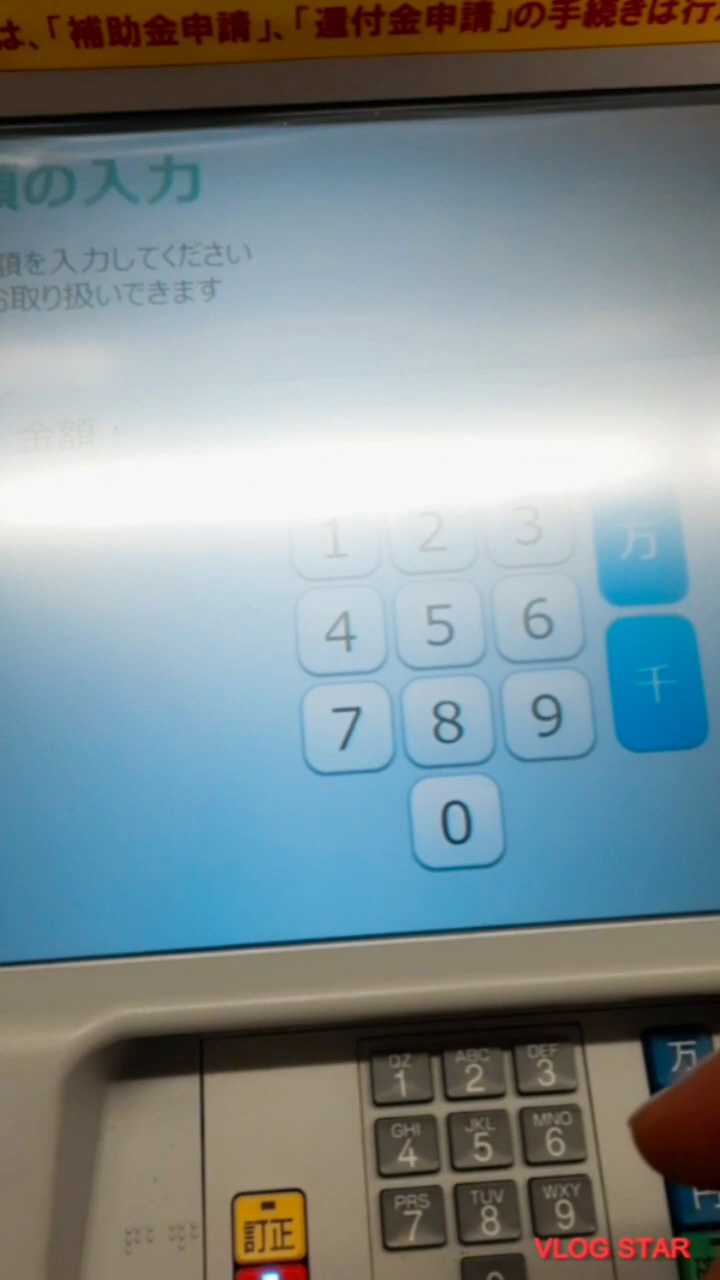 は、「補助金申請」、「還付金申請」の手続きは行
額の入力
額を入力してください
お取り扱いできます
金額：
1 2 3 万
4 5 6
千
7 8 9
0
QZ ABC DEF
1 2 3 万
GHI JKL MNO
4 5 6
PRS TUV WXY
7 8 9 円
訂正
VLOG STAR